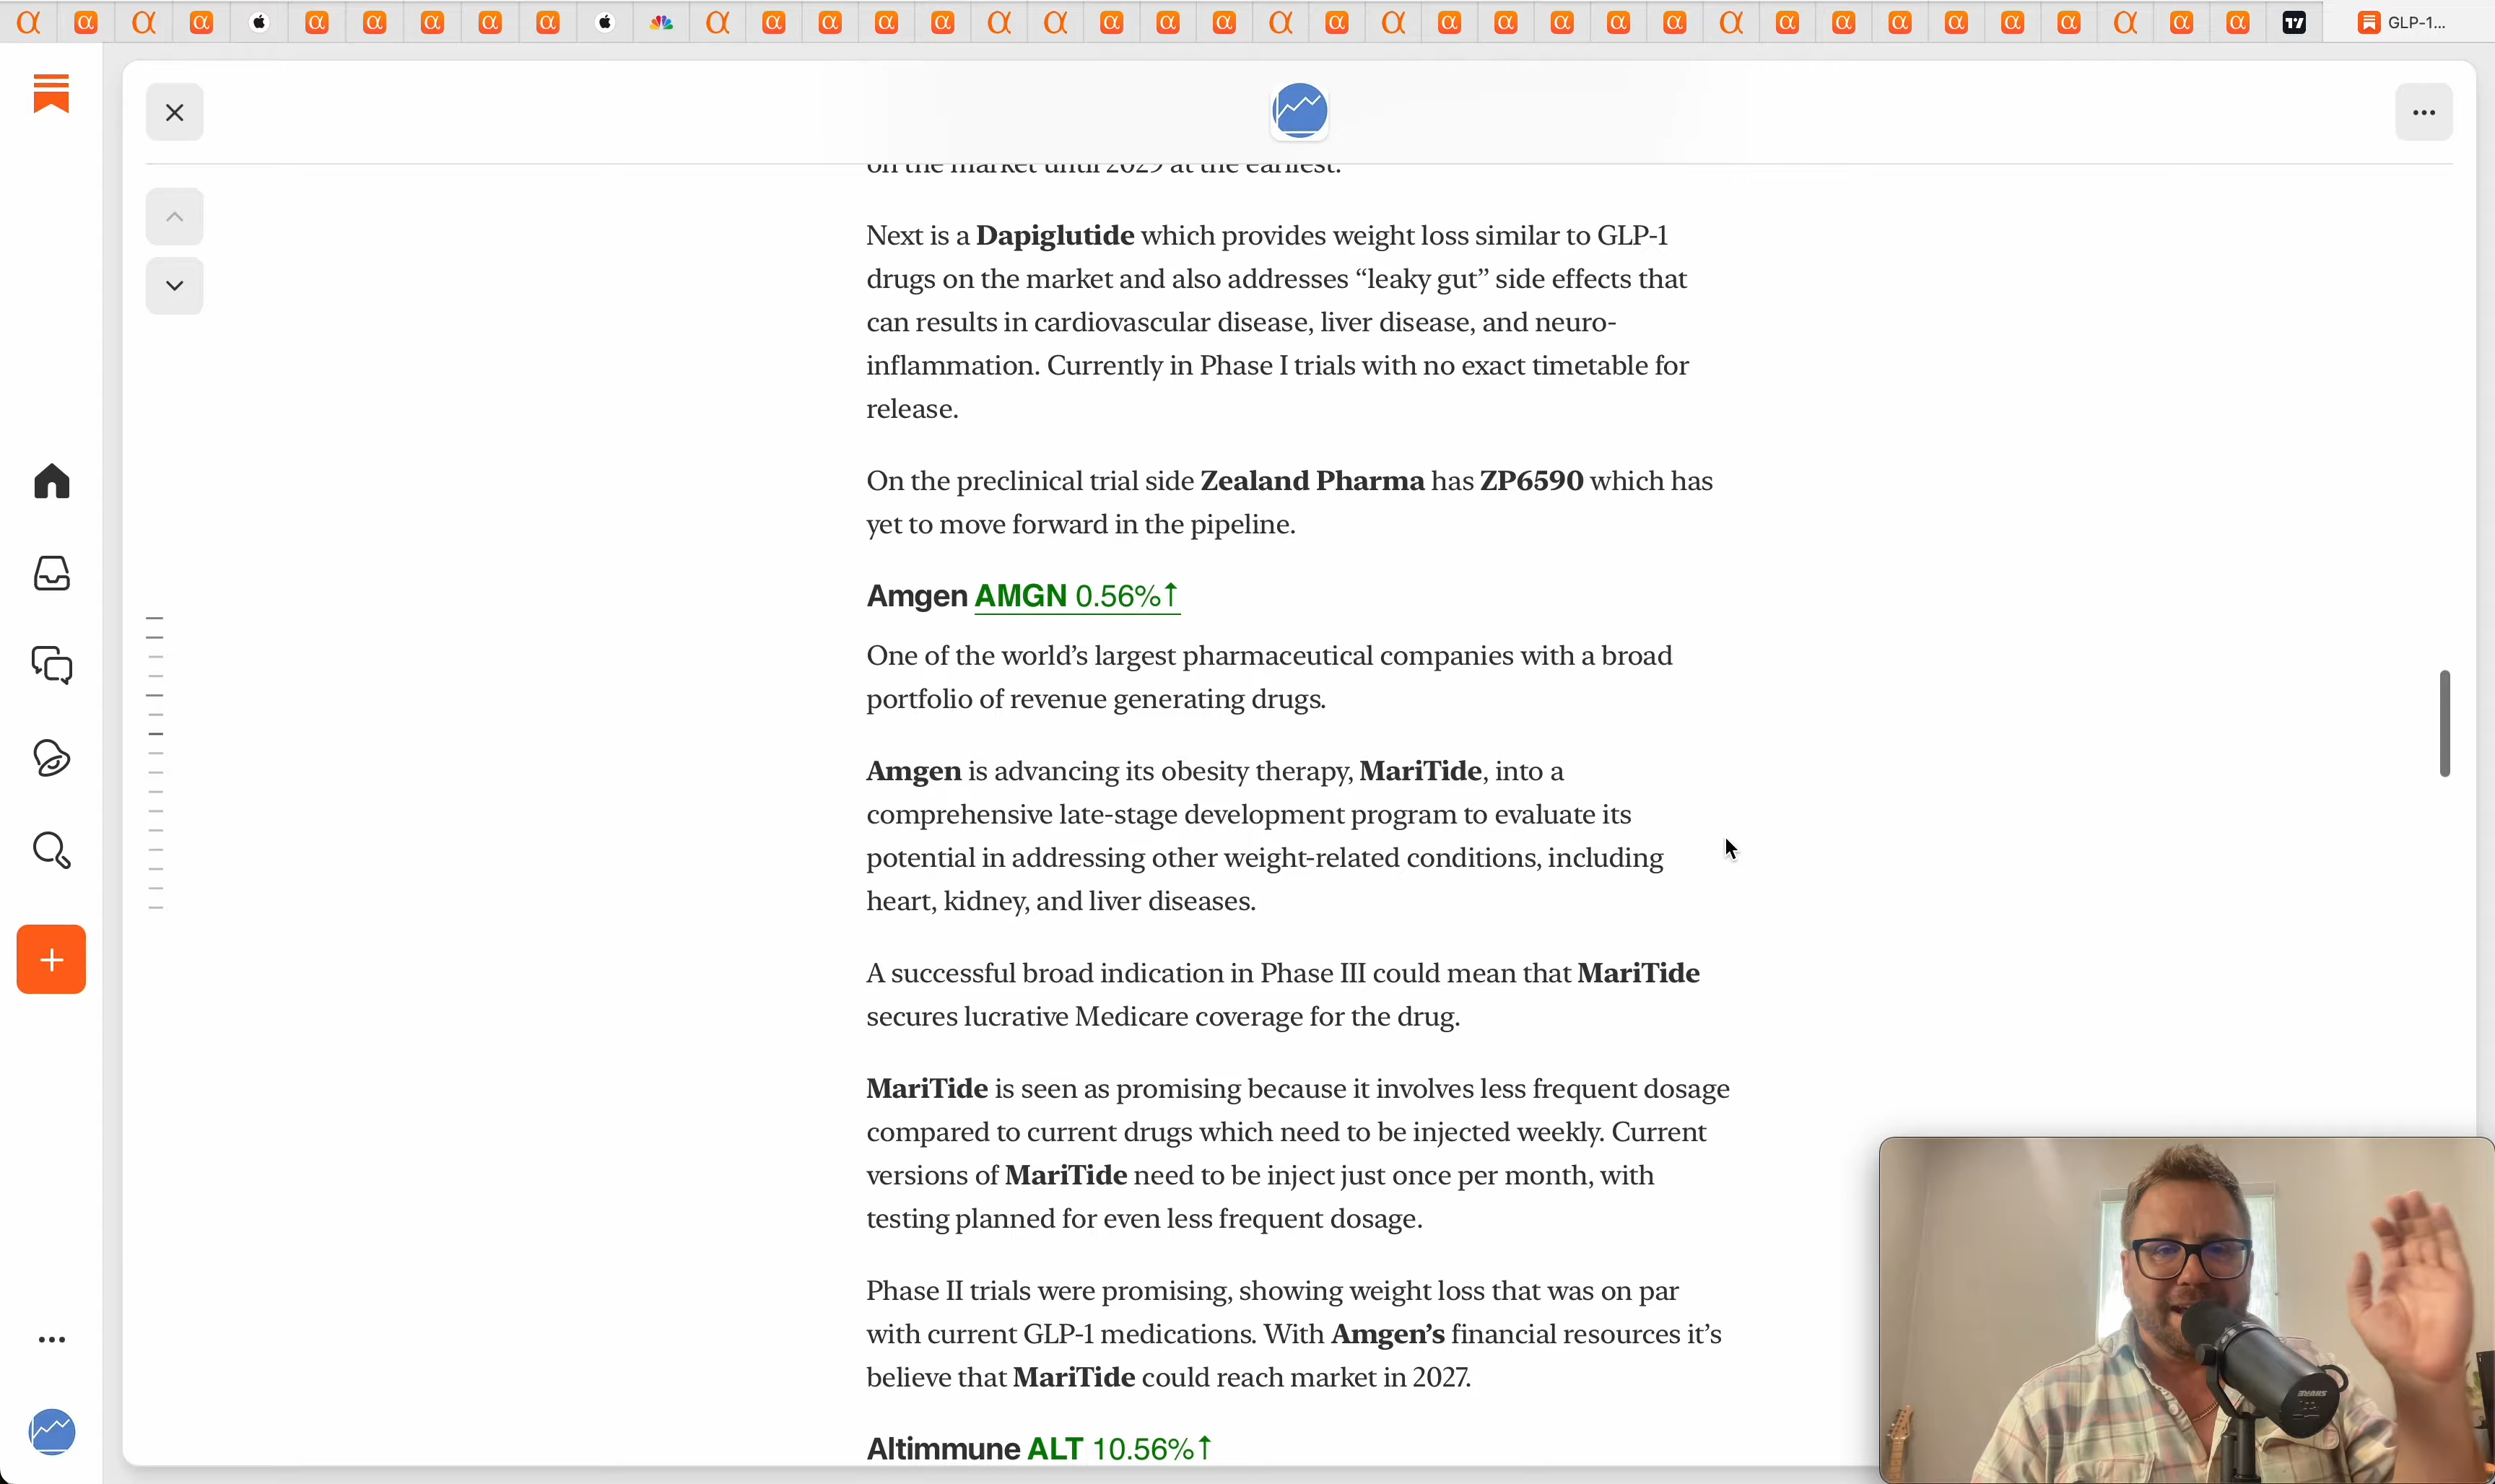 GLP-1...
on the market until 2029 at the earliest.
Next is a Dapiglutide which provides weight loss similar to GLP-1
drugs on the market and also addresses “leaky gut” side effects that
can results in cardiovascular disease, liver disease, and neuro-
inflammation. Currently in Phase I trials with no exact timetable for
release.
On the preclinical trial side Zealand Pharma has ZP6590 which has
yet to move forward in the pipeline.
Amgen AMGN 0.56%↑
One of the world’s largest pharmaceutical companies with a broad
portfolio of revenue generating drugs.
Amgen is advancing its obesity therapy, MariTide, into a
comprehensive late-stage development program to evaluate its
potential in addressing other weight-related conditions, including
heart, kidney, and liver diseases.
A successful broad indication in Phase III could mean that MariTide
secures lucrative Medicare coverage for the drug.
MariTide is seen as promising because it involves less frequent dosage
compared to current drugs which need to be injected weekly. Current
versions of MariTide need to be inject just once per month, with
testing planned for even less frequent dosage.
Phase II trials were promising, showing weight loss that was on par
with current GLP-1 medications. With Amgen’s financial resources it’s
believe that MariTide could reach market in 2027.
Altimmune ALT 10.56%↑